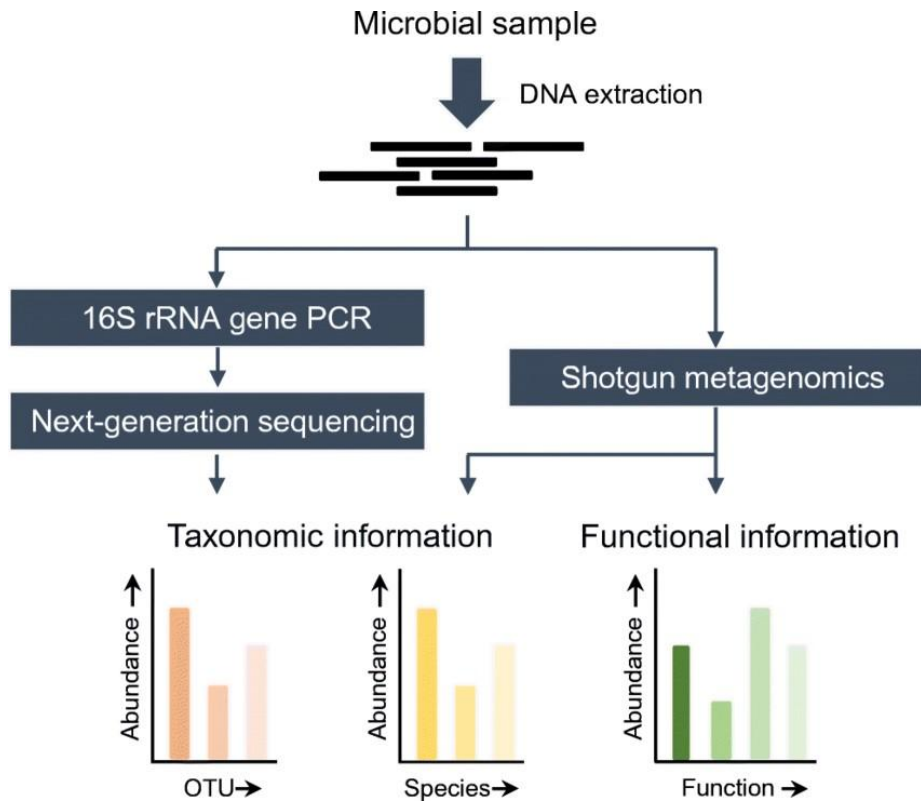 Microbial sample
DNA extraction
16S rRNA gene PCR
Next-generation sequencing
Shotgun metagenomics
Taxonomic information
Functional information
Abundance →
OTU→
Abundance →
Species→
Abundance →
Function →